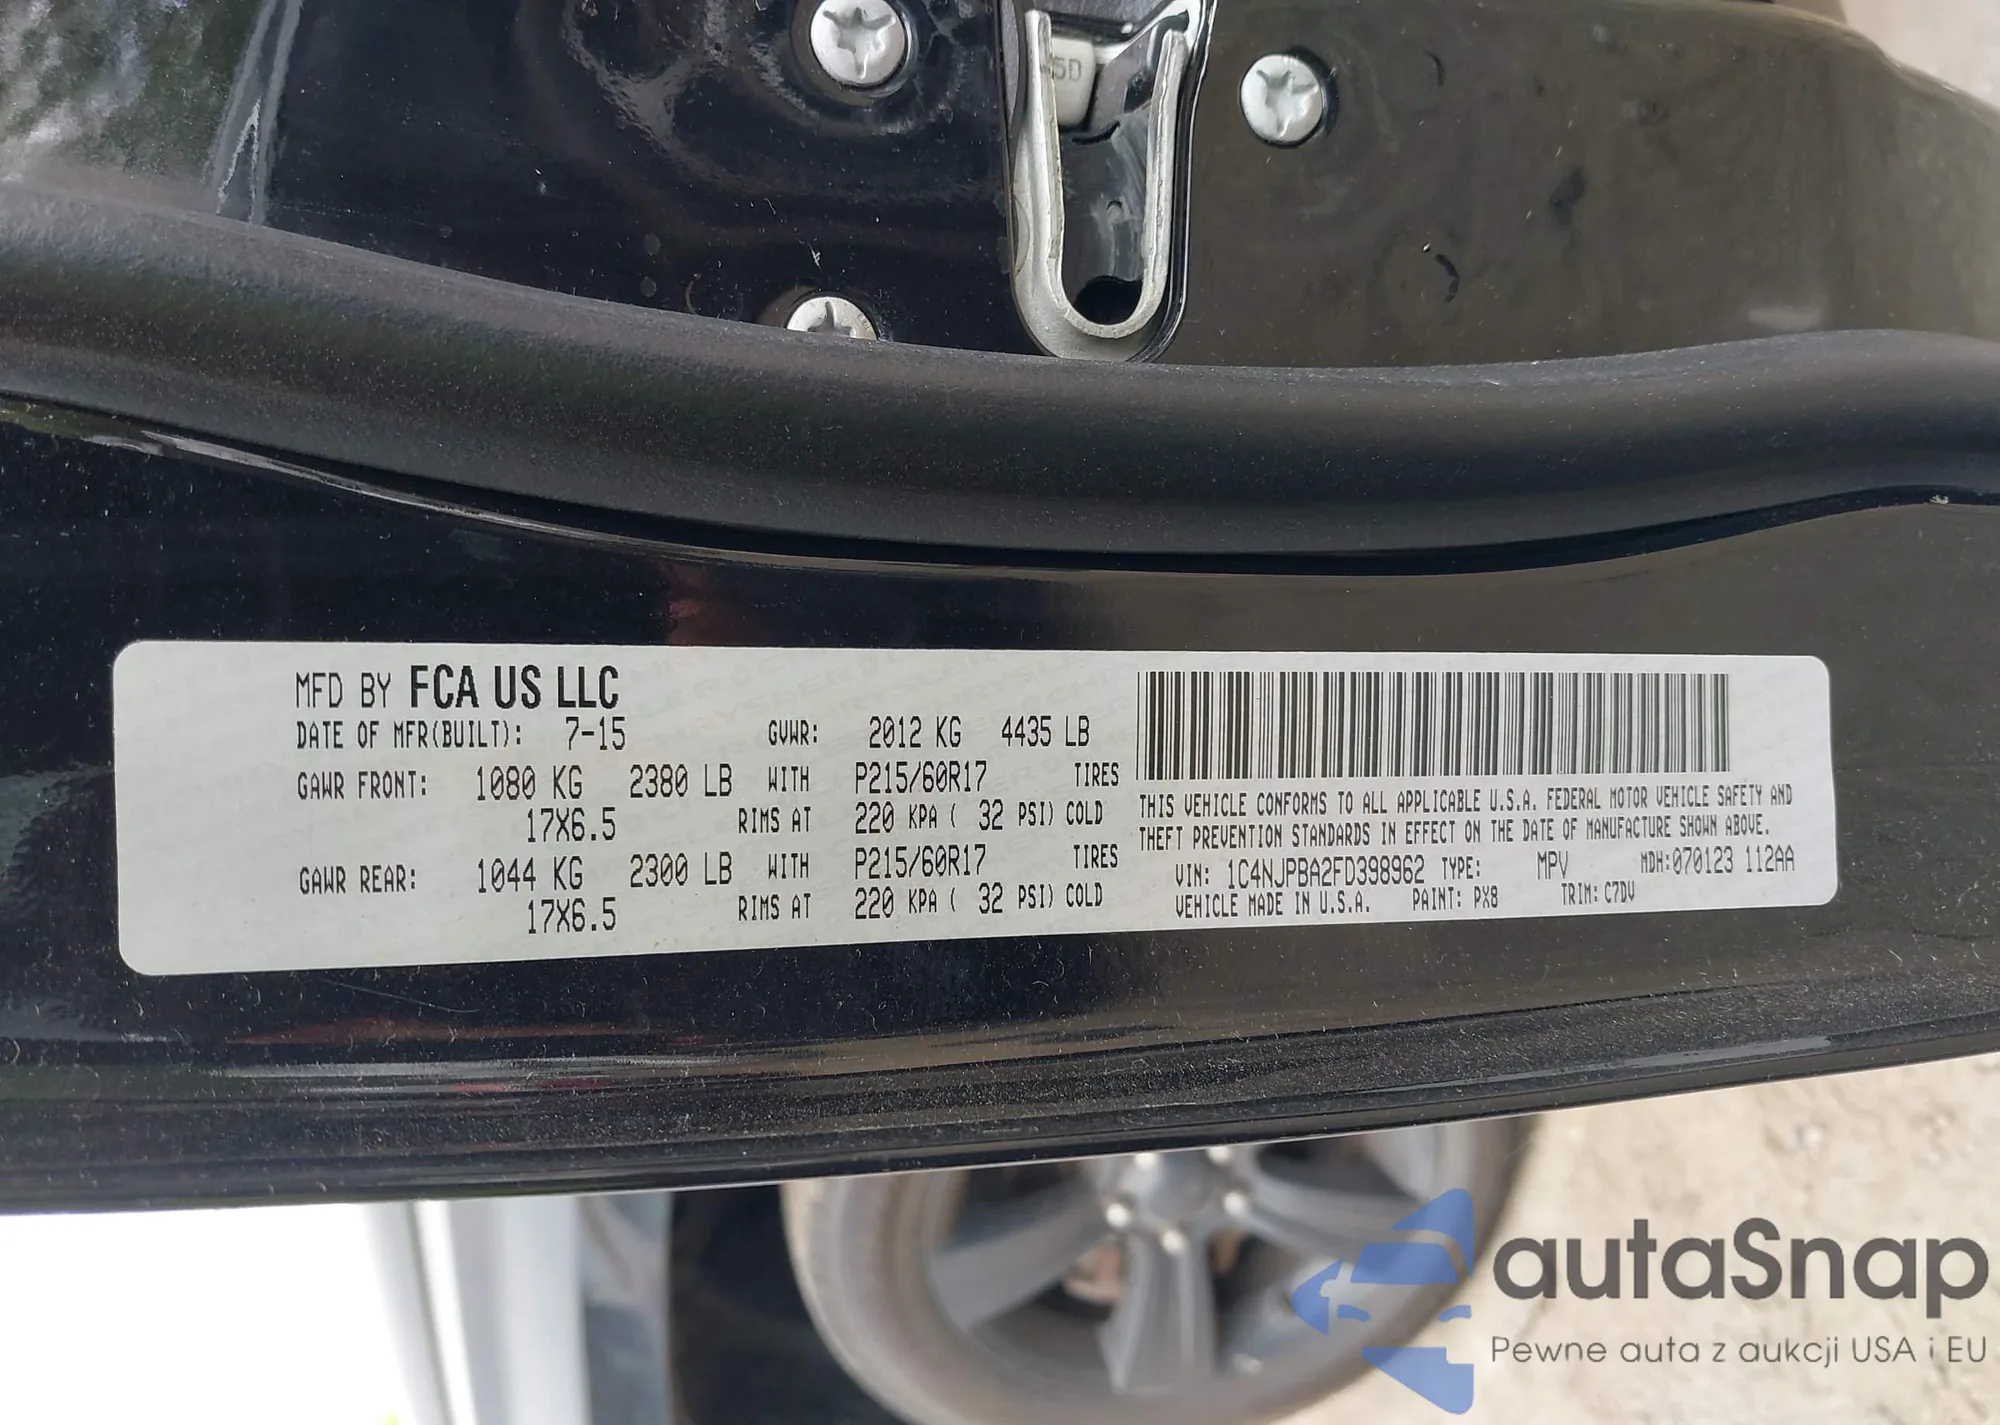 5D
MFD BY FCA US LLC
DATE OF MFR(BUILT): 7-15 GVWR: 2012 KG 4435 LB
GAWR FRONT: 1080 KG 2380 LB WITH P215/60R17 TIRES
17X6.5 RIMS AT 220 KPA ( 32 PSI) COLD
GAWR REAR: 1044 KG 2300 LB WITH P215/60R17 TIRES
17X6.5 RIMS AT 220 KPA ( 32 PSI) COLD
THIS VEHICLE CONFORMS TO ALL APPLICABLE U.S.A. FEDERAL MOTOR VEHICLE SAFETY AND
THEFT PREVENTION STANDARDS IN EFFECT ON THE DATE OF MANUFACTURE SHOWN ABOVE.
VIN: 1C4NJPBA2FD398962 TYPE: MPV MDH:070123 112AA
VEHICLE MADE IN U.S.A. PAINT: PX8 TRIM: C7DV
autaSnap
Pewne auta z aukcji USA i EU